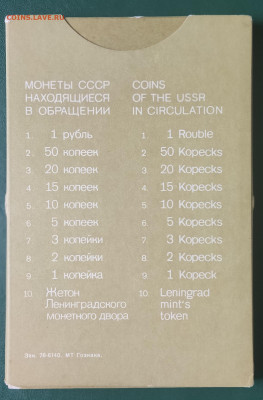 COINS.LAV.RU
МОНЕТЫ СССР
НАХОДЯЩИЕСЯ
В ОБРАЩЕНИИ
1. 1 рубль
2. 50 копеек
3. 20 копеек
4. 15 копеек
5. 10 копеек
6. 5 копеек
7. 3 копейки
8. 2 копейки
9. 1 копейка
10. Жетон
Ленинградского
монетного двора
COINS
OF THE USSR
IN CIRCULATION
1. 1 Rouble
2. 50 Kopecks
3. 20 Kopecks
4. 15 Kopecks
5. 10 Kopecks
6. 5 Kopecks
7. 3 Kopecks
8. 2 Kopecks
9. 1 Kopeck
10. Leningrad
mint's
token